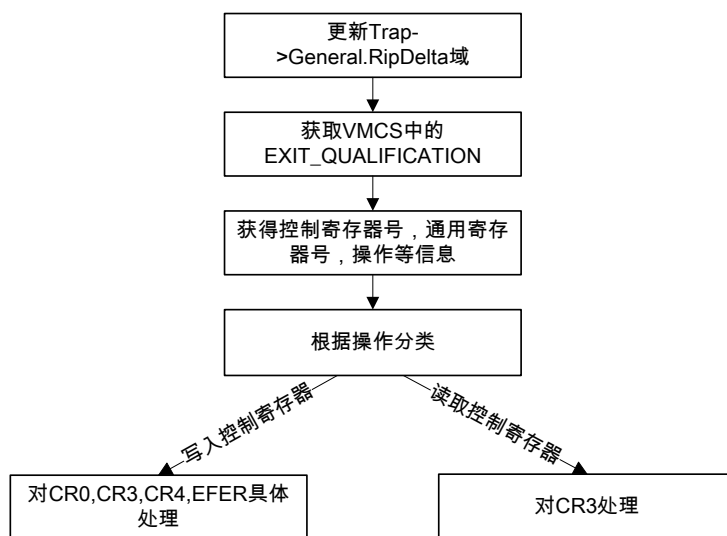 更新Trap-
>General.RipDelta域
获取VMCS中的
EXIT_QUALIFICATION
获得控制寄存器号，通用寄存
器号，操作等信息
根据操作分类
写入控制寄存器
读取控制寄存器
对CR0,CR3,CR4,EFER具体
处理
对CR3处理